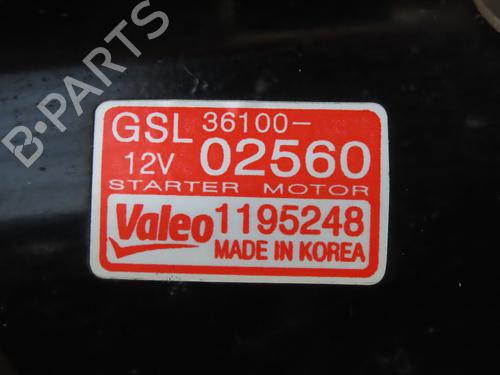 GSL 36100-
12V 02560
STARTER MOTOR
Valeo 1195248
MADE IN KOREA
B-PARTS